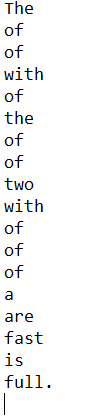 The
of
of
with
of
the
of
of
two
with
of
of
of
a
are
fast
is
full.